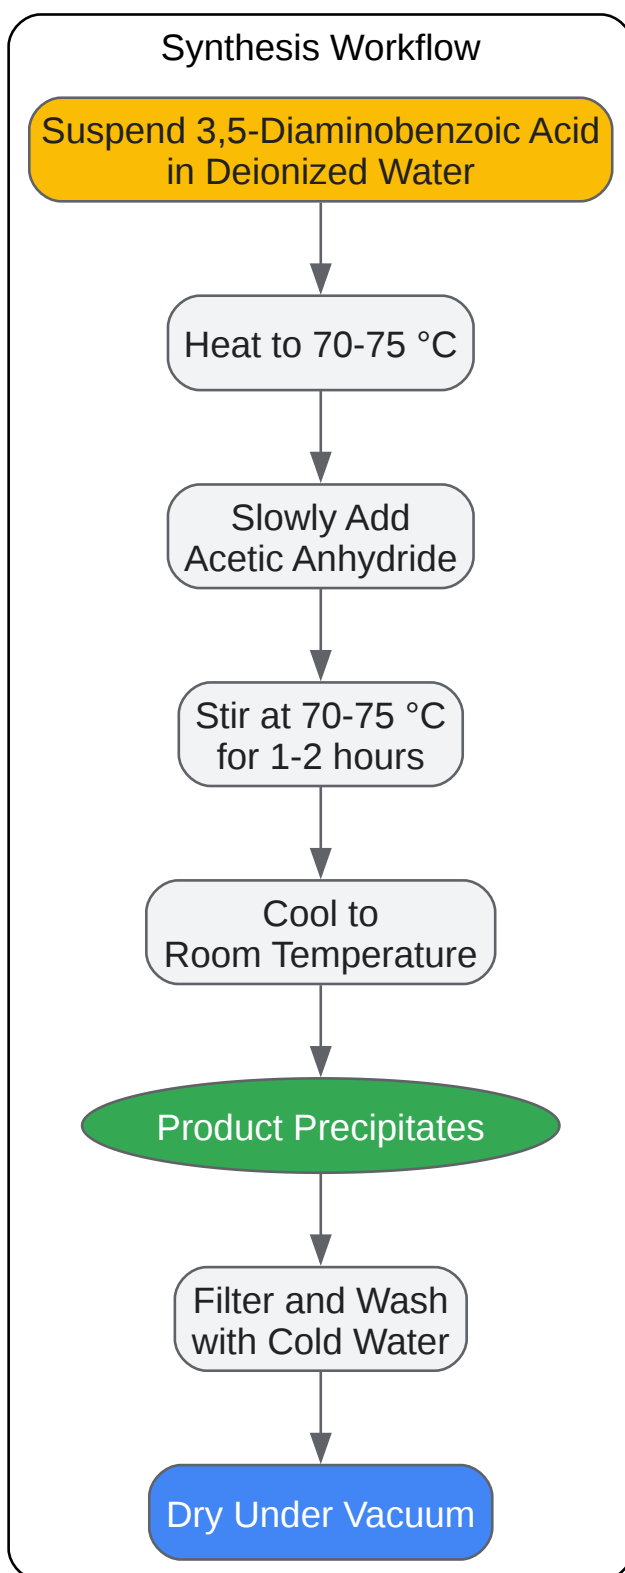 Synthesis Workflow
Suspend 3,5-Diaminobenzoic Acid
in Deionized Water
Heat to 70-75 °C
Slowly Add
Acetic Anhydride
Stir at 70-75 °C
for 1-2 hours
Cool to
Room Temperature
Product Precipitates
Filter and Wash
with Cold Water
Dry Under Vacuum